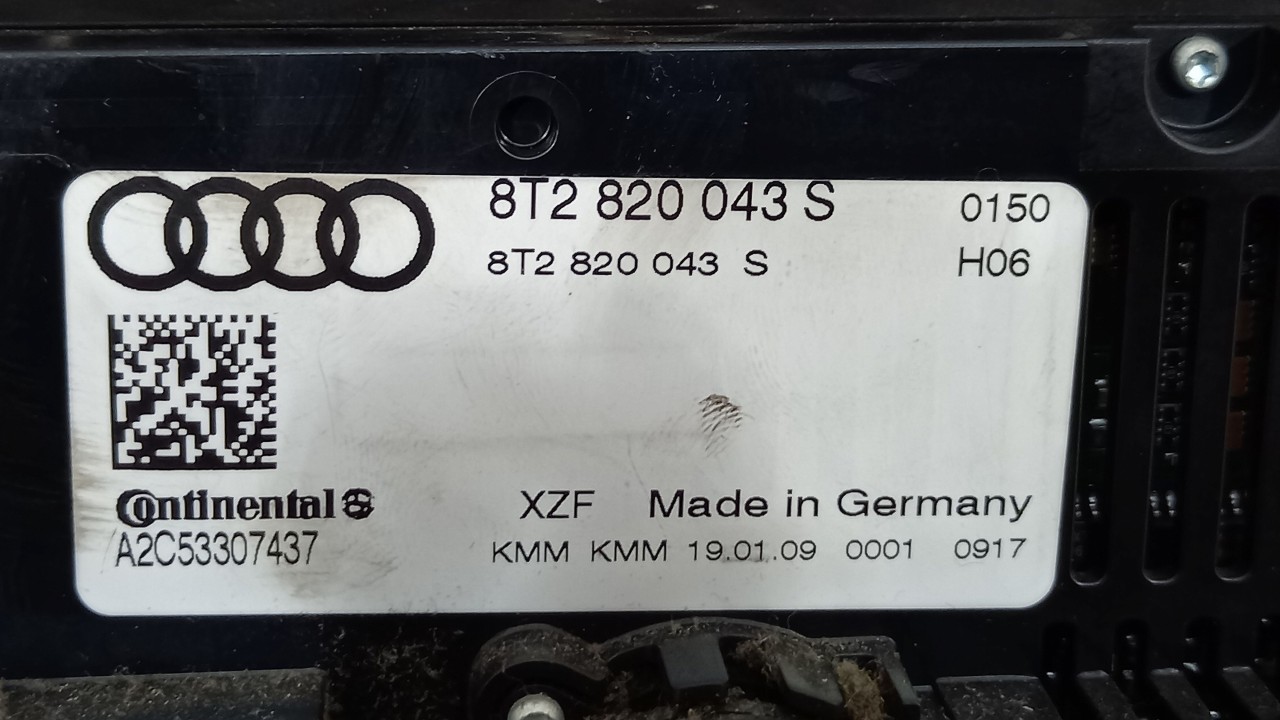 8T2 820 043 S 0150
8T2 820 043 S H06
Continental
XZF Made in Germany
A2C53307437
KMM KMM 19.01.09 0001 0917